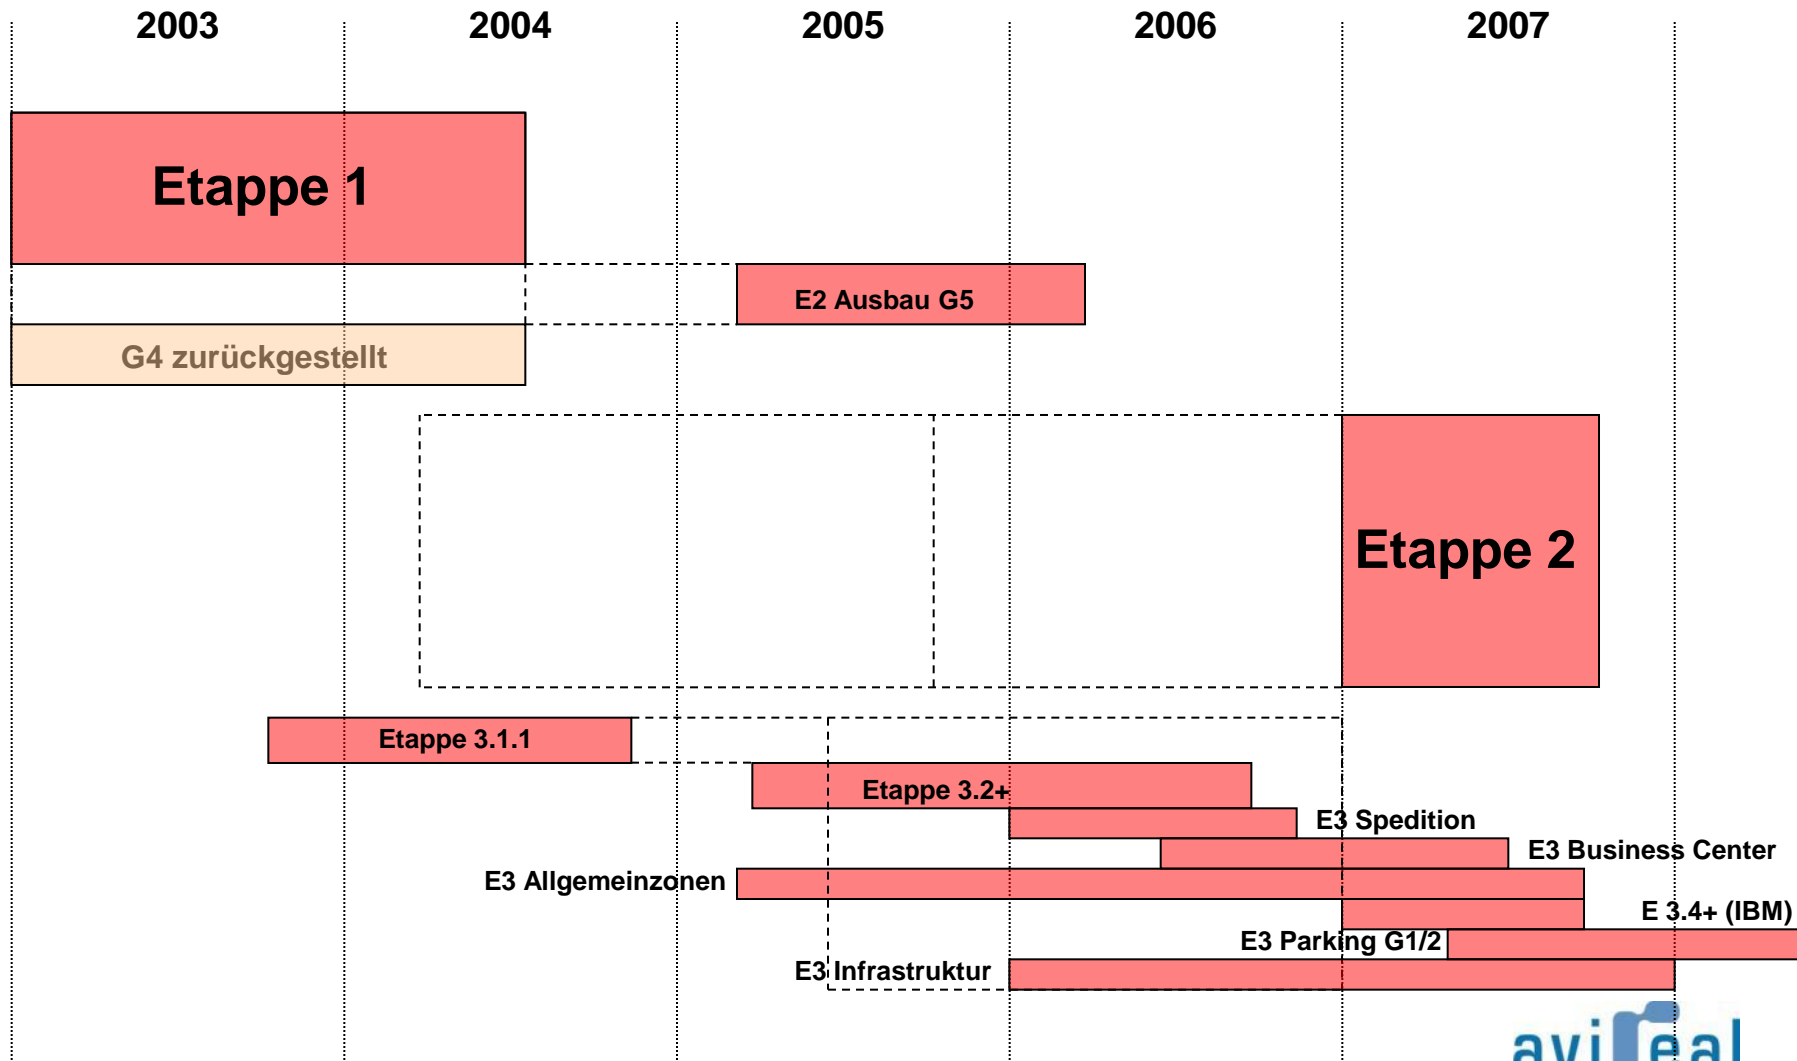 2003 2004 2005 2006 2007
Etappe 1
E2 Ausbau G5
G4 zurückgestellt
Etappe 2
Etappe 3.1.1
Etappe 3.2+
E3 Spedition
E3 Business Center
E3 Allgemeinzonen
E 3.4+ (IBM)
E3 Parking G1/2
E3 Infrastruktur
avireal